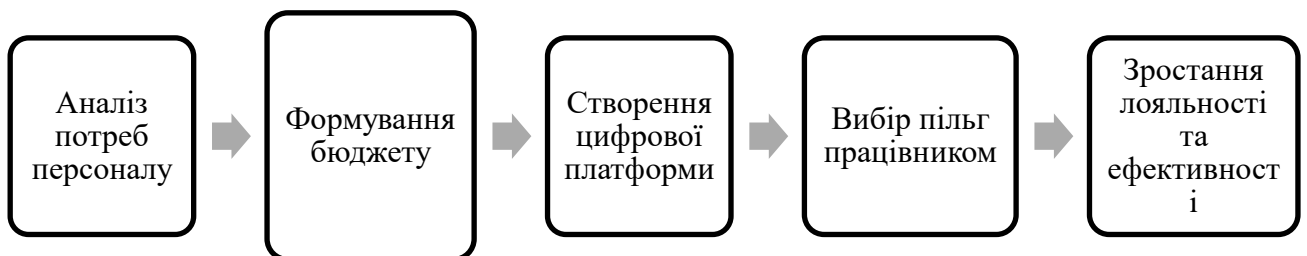 Аналіз
потреб
персоналу
Формування
бюджету
Створення
цифрової
платформи
Вибір пільг
працівником
Зростання
лояльності
та
ефективност
і